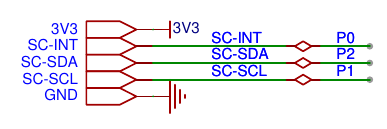 3V3 3V3
SC-INT SC-INT P0
SC-SDA SC-SDA P2
SC-SCL SC-SCL P1
GND